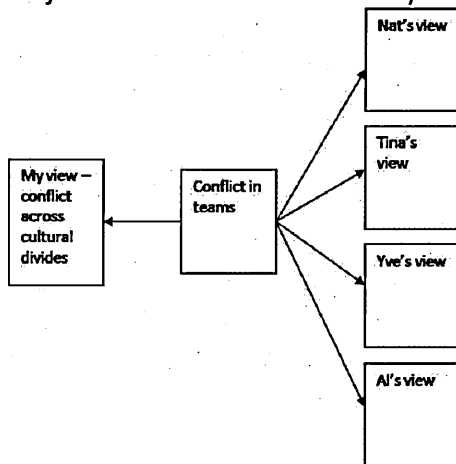 Nat's view
Tina's
view
My view –
conflict
across
cultural
divides
Conflict in
teams
Yve's view
Al's view